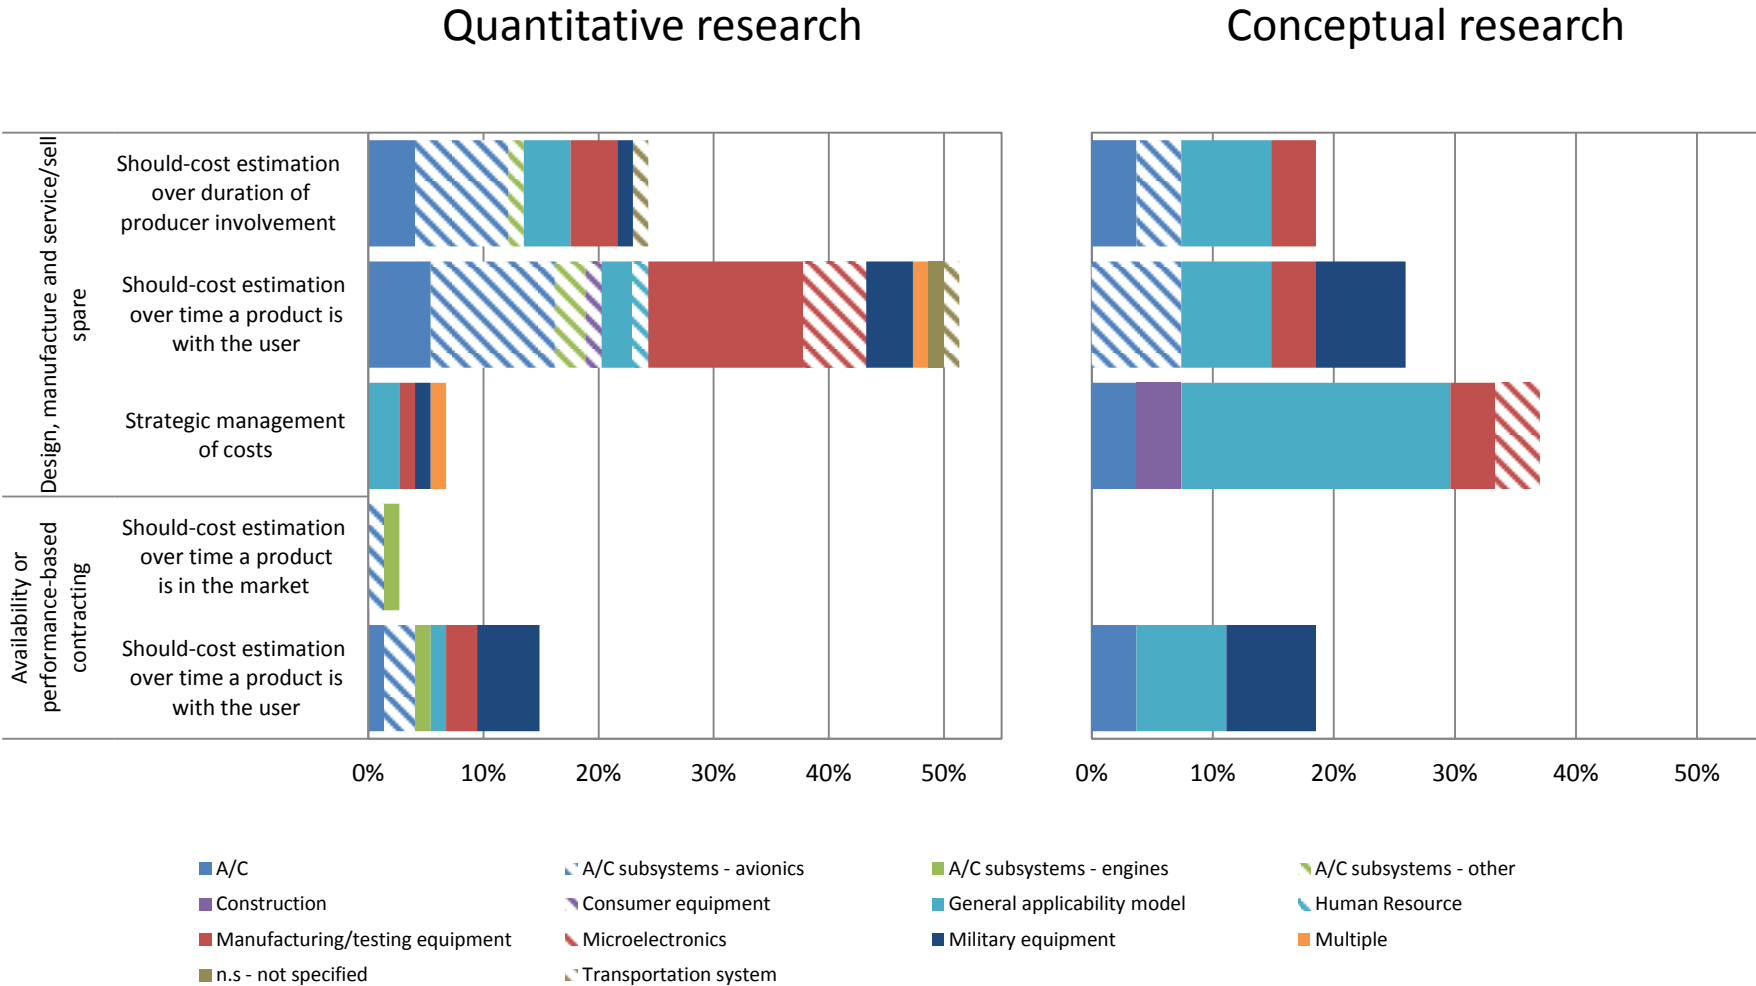 Quantitative research
Conceptual research
Design, manufacture and service/sell
spare
Should-cost estimation
over duration of
producer involvement
Should-cost estimation
over time a product is
with the user
Strategic management
of costs
Availability or
performance-based
contracting
Should-cost estimation
over time a product
is in the market
Should-cost estimation
over time a product is
with the user
0% 10% 20% 30% 40% 50%
0% 10% 20% 30% 40% 50%
A/C
A/C subsystems - avionics
A/C subsystems - engines
A/C subsystems - other
Construction
Consumer equipment
General applicability model
Human Resource
Manufacturing/testing equipment
Microelectronics
Military equipment
Multiple
n.s - not specified
Transportation system